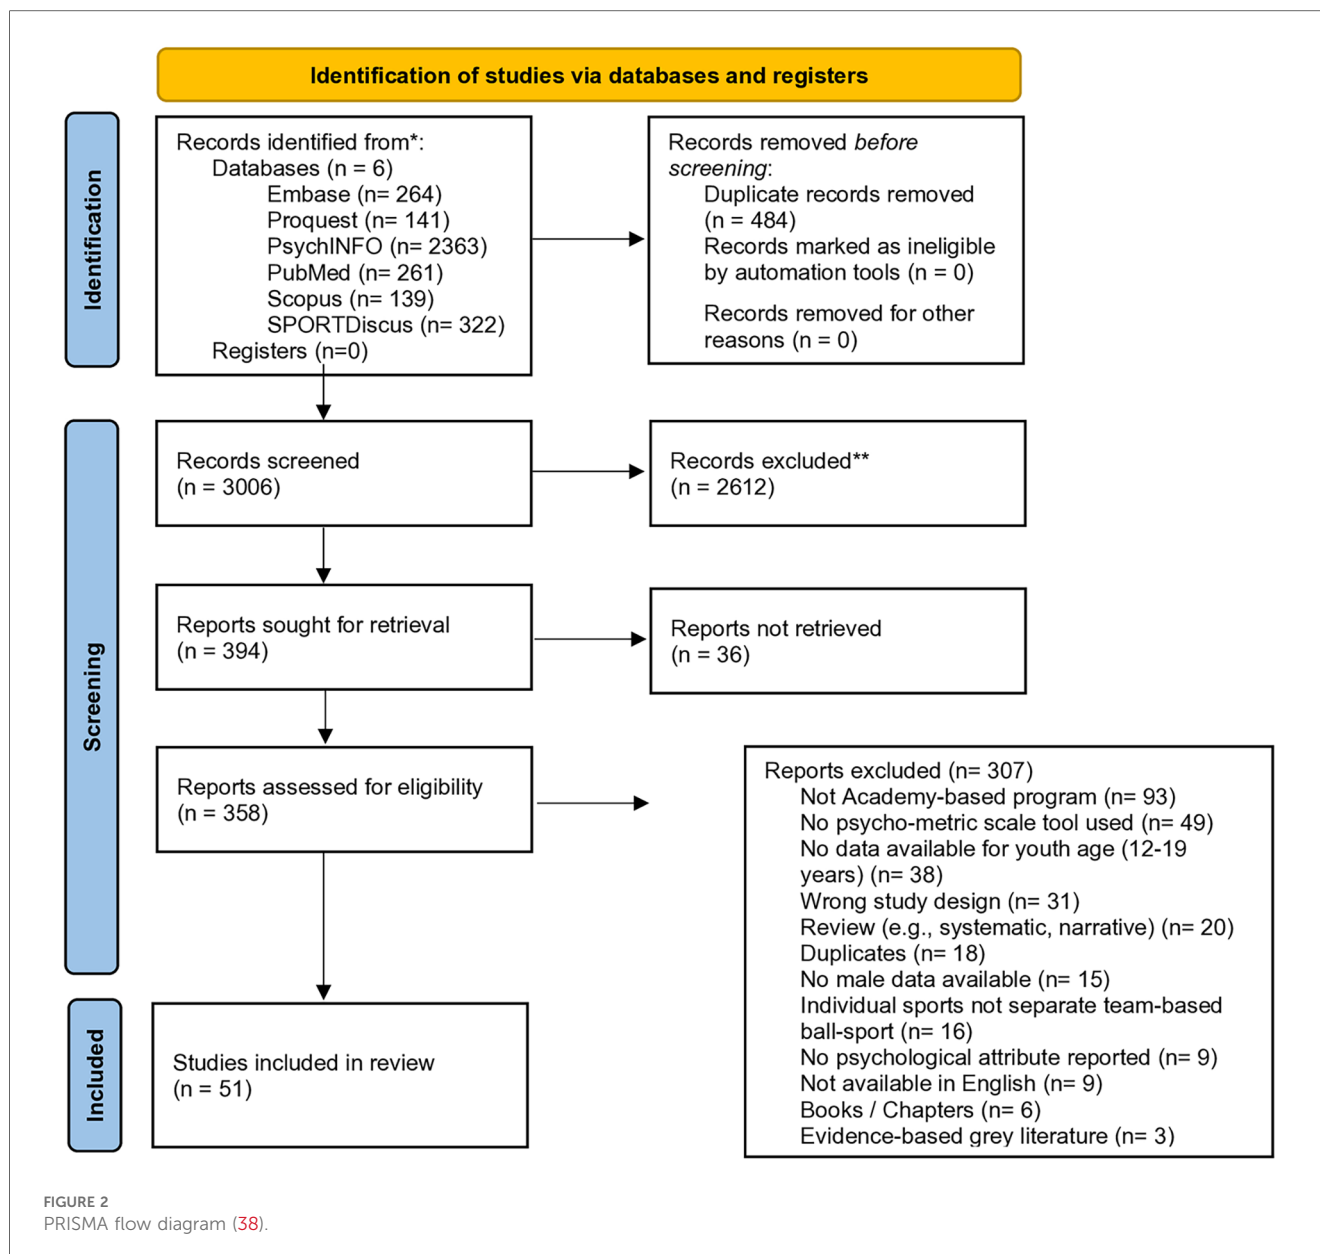 Identification of studies via databases and registers
Identification
Records identified from*:
Databases (n = 6)
Embase (n= 264)
Proquest (n= 141)
PsychINFO (n= 2363)
PubMed (n= 261)
Scopus (n= 139)
SPORTDiscus (n= 322)
Registers (n=0)
Records removed before
screening:
Duplicate records removed
(n = 484)
Records marked as ineligible
by automation tools (n = 0)
Records removed for other
reasons (n = 0)
Screening
Records screened
(n = 3006)
Records excluded**
(n = 2612)
Reports sought for retrieval
(n = 394)
Reports not retrieved
(n = 36)
Reports assessed for eligibility
(n = 358)
Reports excluded (n= 307)
Not Academy-based program (n= 93)
No psycho-metric scale tool used (n= 49)
No data available for youth age (12-19
years) (n= 38)
Wrong study design (n= 31)
Review (e.g., systematic, narrative) (n= 20)
Duplicates (n= 18)
No male data available (n= 15)
Individual sports not separate team-based
ball-sport (n= 16)
No psychological attribute reported (n= 9)
Not available in English (n= 9)
Books / Chapters (n= 6)
Evidence-based grey literature (n= 3)
Included
Studies included in review
(n = 51)
FIGURE 2
PRISMA flow diagram (38).